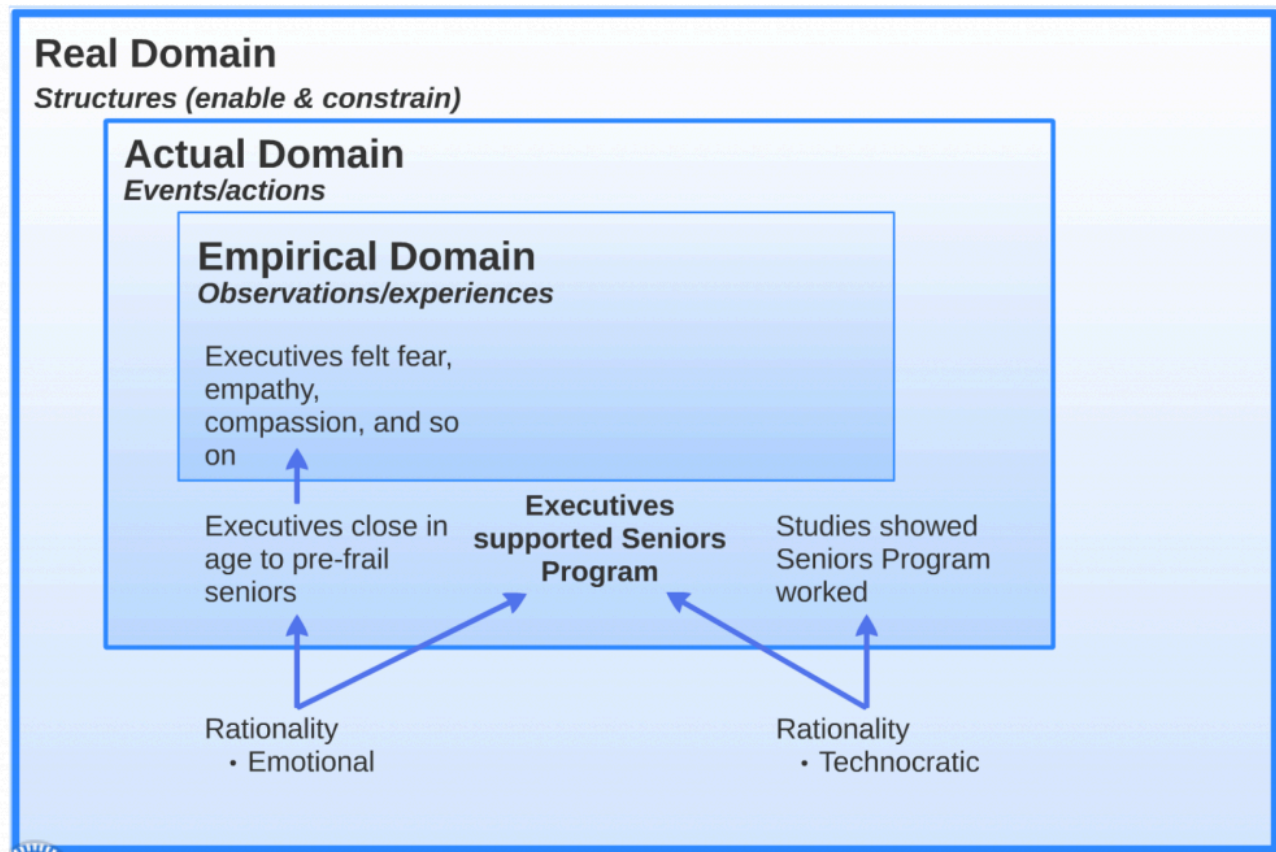 Real Domain
Structures (enable & constrain)
Actual Domain
Events/actions
Empirical Domain
Observations/experiences
Executives felt fear,
empathy,
compassion, and so
on
Executives close in
age to pre-frail
seniors
Executives
supported Seniors
Program
Studies showed
Seniors Program
worked
Rationality
• Emotional
Rationality
• Technocratic